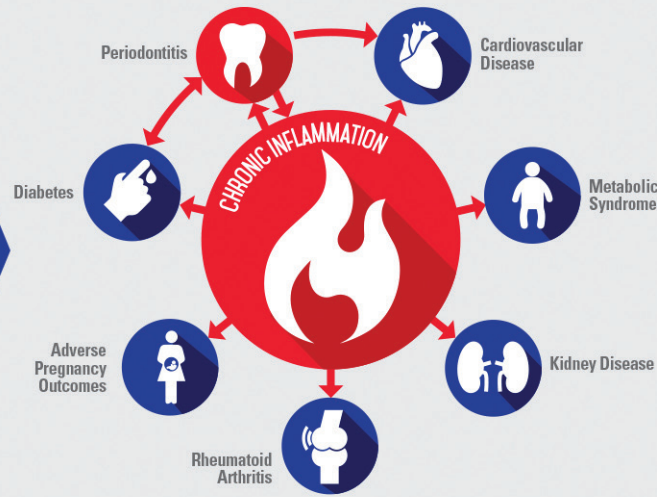 Periodontitis
Cardiovascular
Disease
CHRONIC INFLAMMATION
Diabetes
Metabolic
Syndrome
Adverse
Pregnancy
Outcomes
Kidney Disease
Rheumatoid
Arthritis